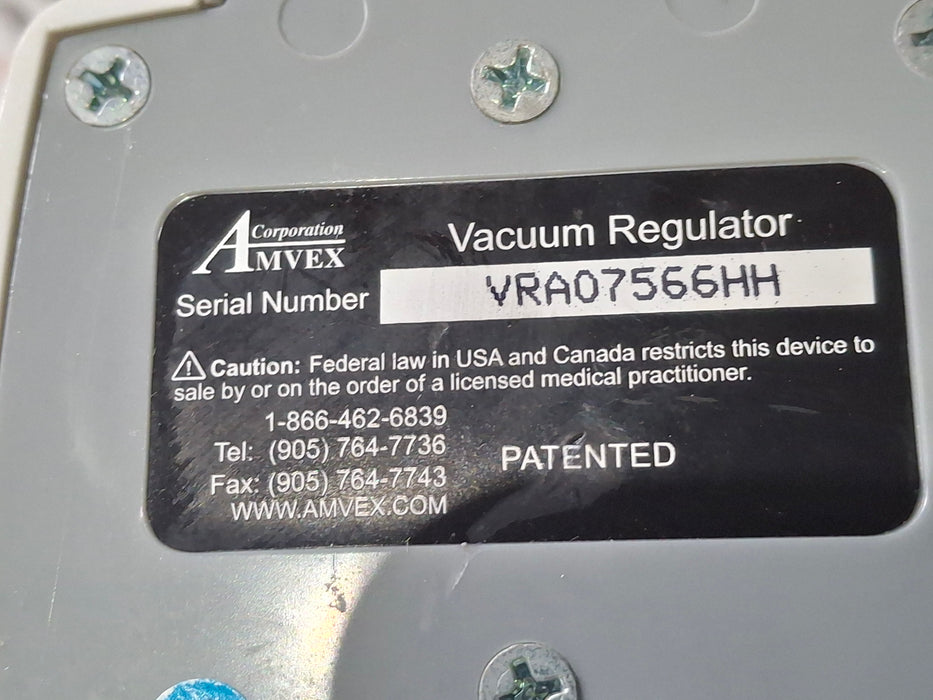 Corporation
AMVEX
Vacuum Regulator
Serial Number VRA07566HH
Caution: Federal law in USA and Canada restricts this device to
sale by or on the order of a licensed medical practitioner.
1-866-462-6839
Tel: (905) 764-7736
Fax: (905) 764-7743
WWW.AMVEX.COM
PATENTED